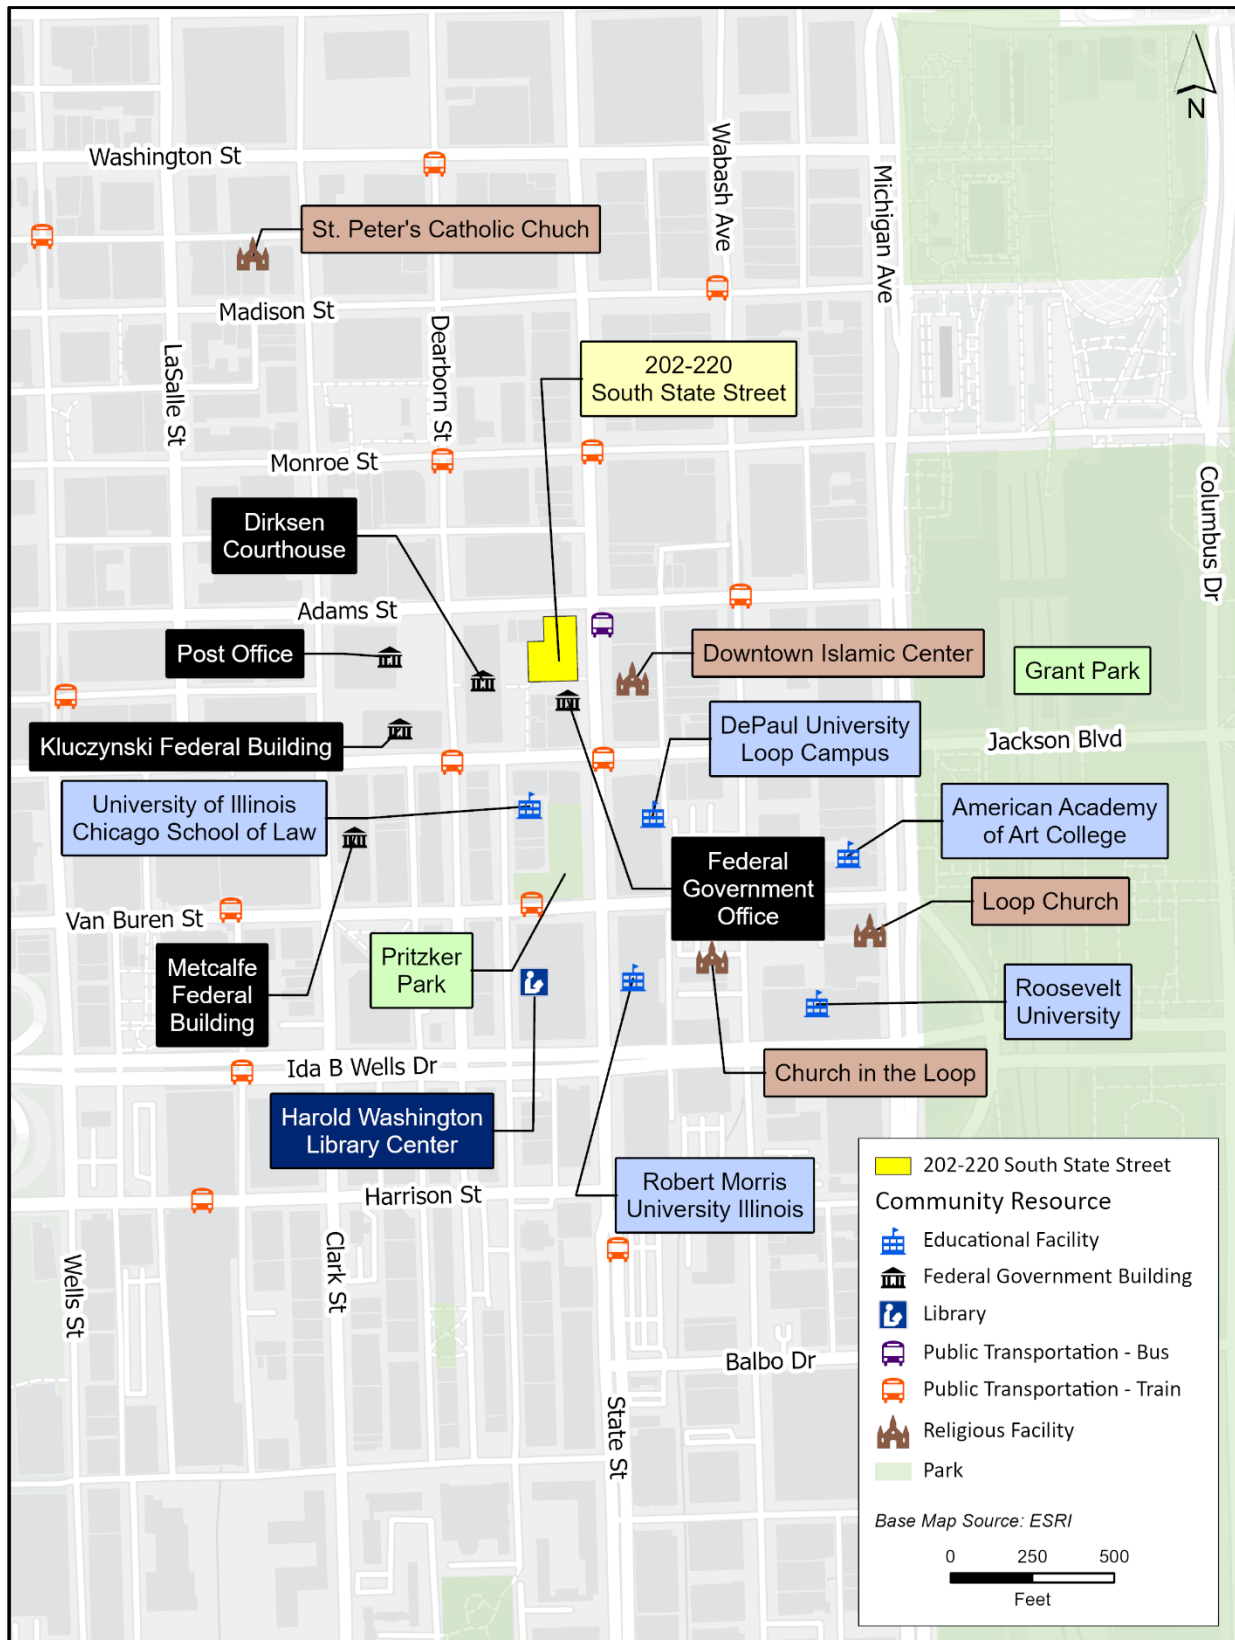 N
Washington St
Wabash Ave
Michigan Ave
St. Peter's Catholic Chuch
Madison St
LaSalle St
Dearborn St
202-220
South State Street
Monroe St
Columbus Dr
Dirksen
Courthouse
Adams St
Post Office
Downtown Islamic Center
Grant Park
Kluczynski Federal Building
DePaul University
Loop Campus
Jackson Blvd
University of Illinois
Chicago School of Law
American Academy
of Art College
Federal
Government
Office
Loop Church
Van Buren St
Pritzker
Park
Metcalfe
Federal
Building
Roosevelt
University
Ida B Wells Dr
Church in the Loop
Harold Washington
Library Center
Harrison St
Robert Morris
University Illinois
Wells St
Clark St
State St
Balbo Dr
202-220 South State Street
Community Resource
Educational Facility
Federal Government Building
Library
Public Transportation - Bus
Public Transportation - Train
Religious Facility
Park
Base Map Source: ESRI
0 250 500
Feet